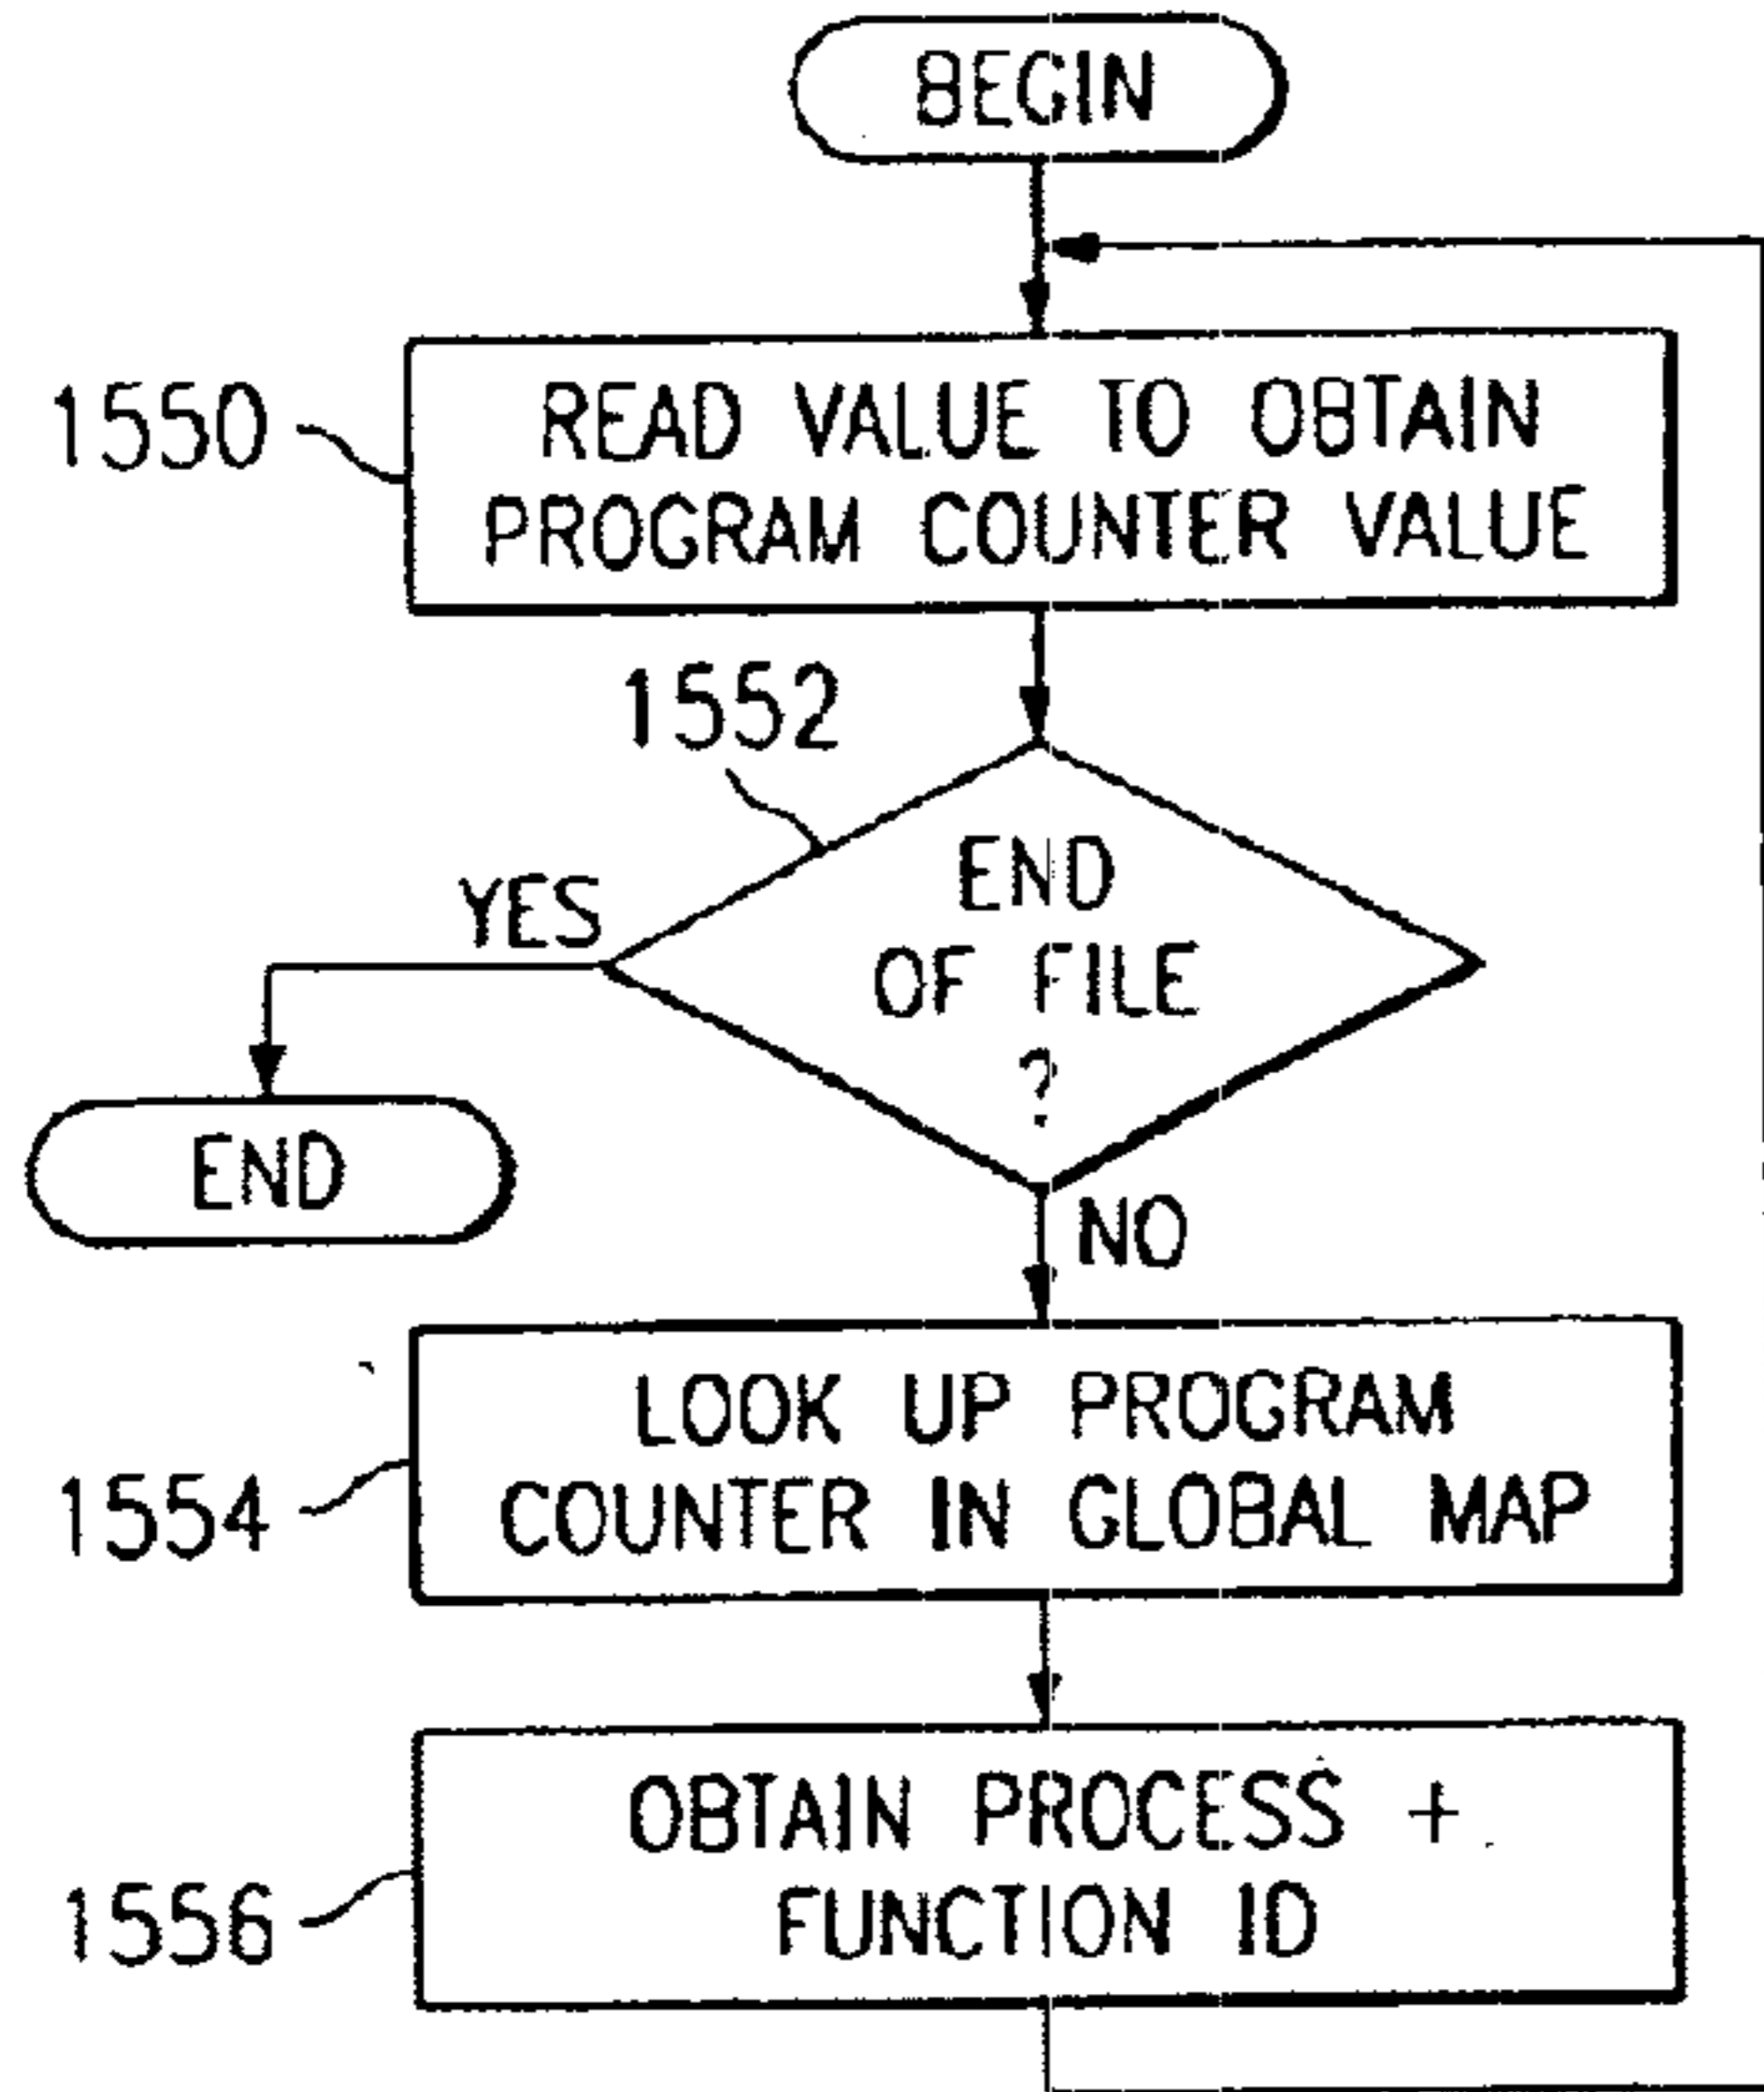 BEGIN
1550
READ VALUE TO OBTAIN
PROGRAM COUNTER VALUE
1552
END
OF FILE
?
YES
END
NO
1554
LOOK UP PROGRAM
COUNTER IN GLOBAL MAP
1556
OBTAIN PROCESS +
FUNCTION ID